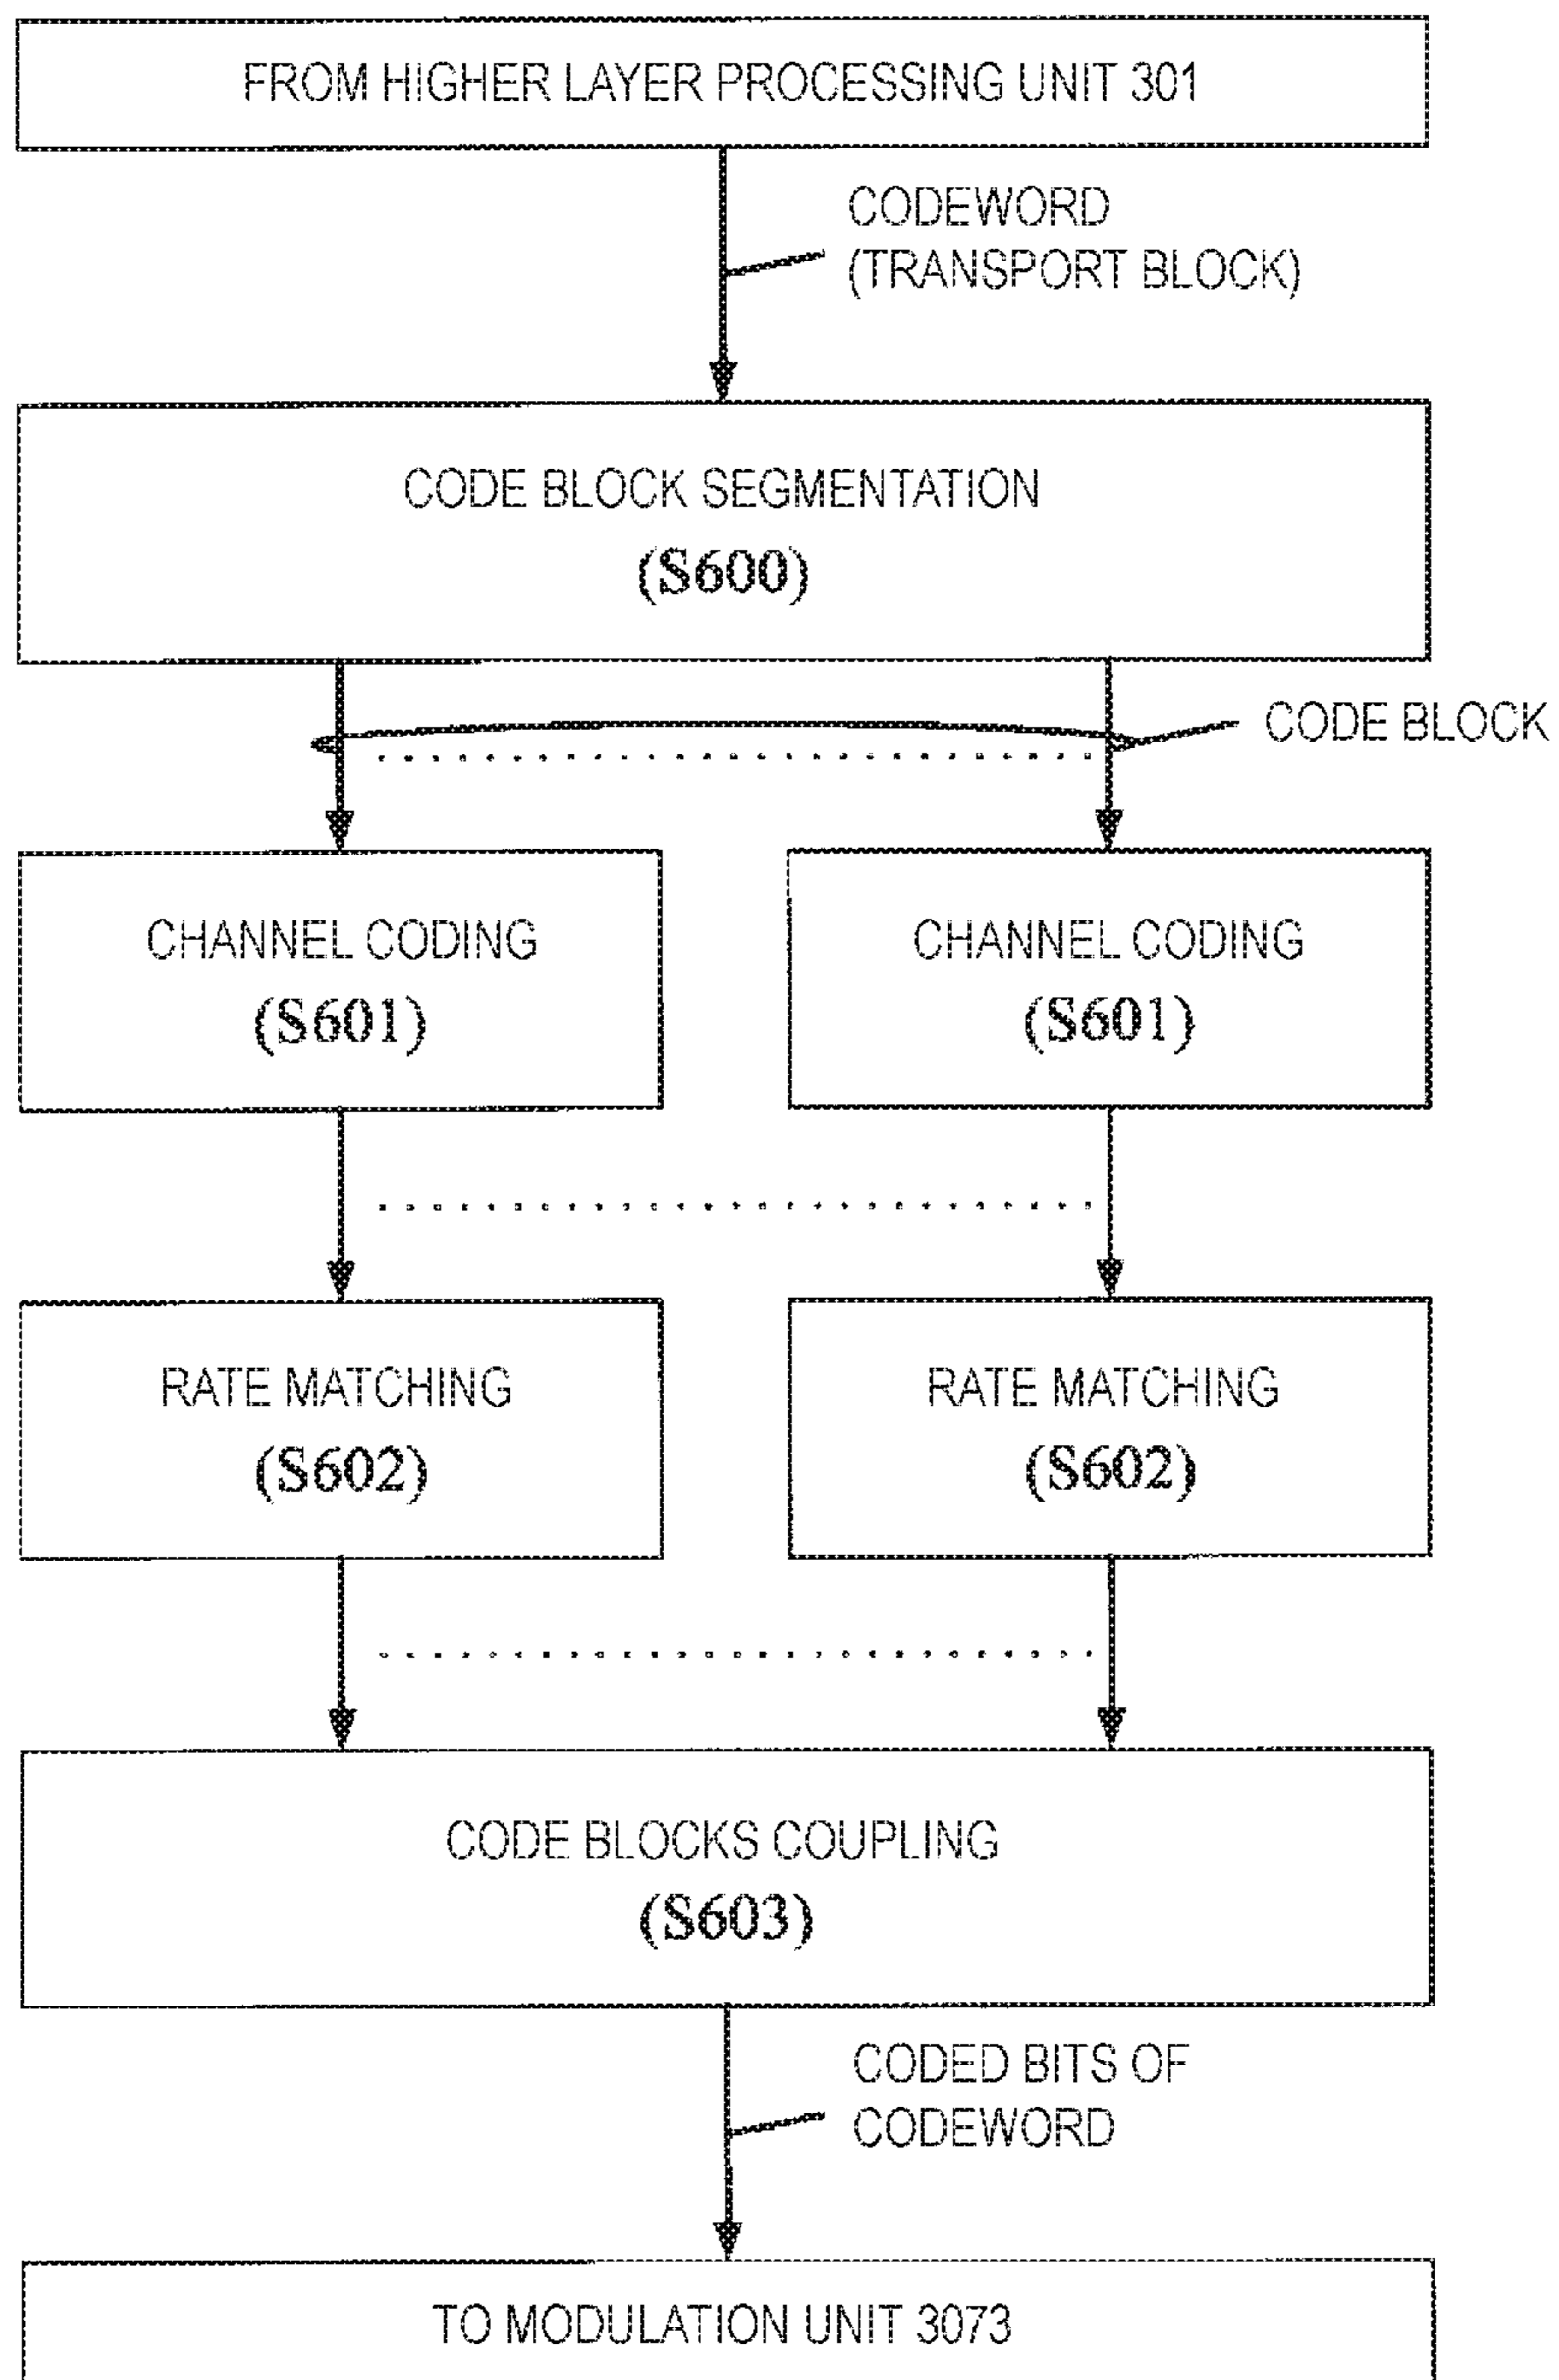 FROM HIGHER LAYER PROCESSING UNIT 301
CODEWORD
(TRANSPORT BLOCK)
CODE BLOCK SEGMENTATION
(S600)
CODE BLOCK
CHANNEL CODING
(S601)
CHANNEL CODING
(S601)
RATE MATCHING
(S602)
RATE MATCHING
(S602)
CODE BLOCKS COUPLING
(S603)
CODED BITS OF
CODEWORD
TO MODULATION UNIT 3073